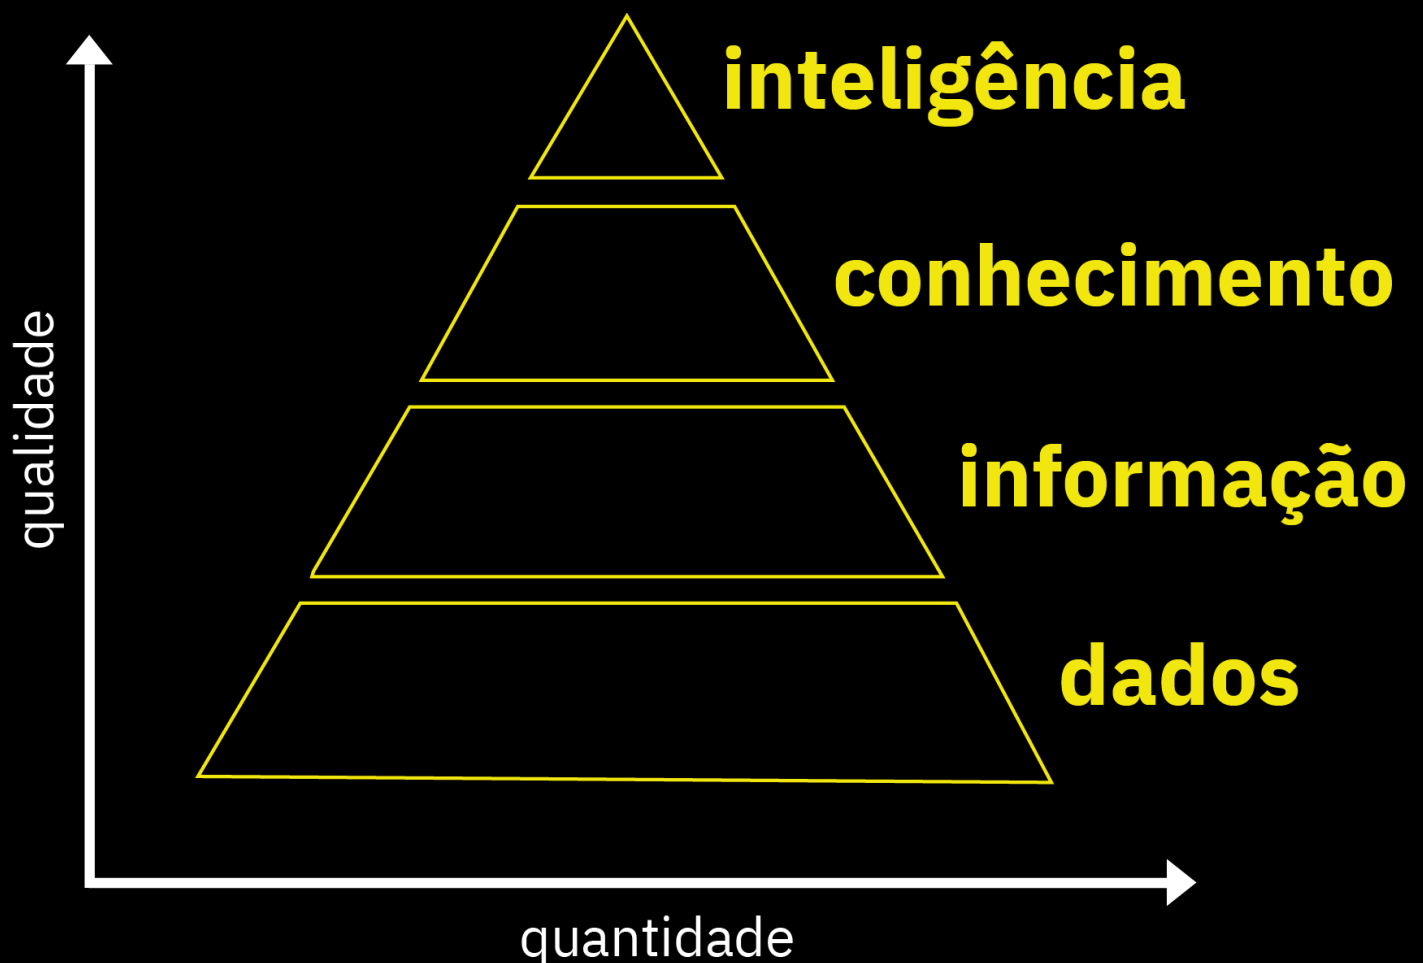 inteligência
conhecimento
informação
dados
qualidade
quantidade